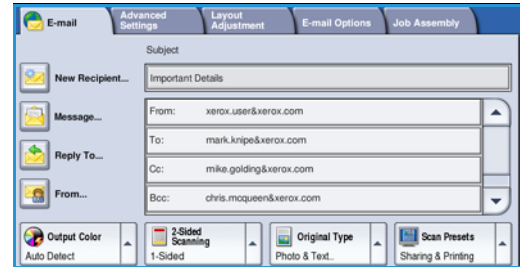 E-mail
Advanced Settings
Layout Adjustment
E-mail Options
Job Assembly
Subject
New Recipient...
Important Details
Message...
From: xerox.user&xerox.com
To: mark.knipe&xerox.com
Reply To...
Cc: mike.golding&xerox.com
From...
Bcc: chris.mcqueen&xerox.com
Output Color
Auto Detect
2-Sided Scanning
1-Sided
Original Type
Photo & Text..
Scan Presets
Sharing & Printing